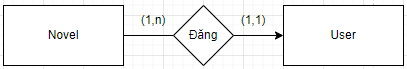 Novel
(1,n)
Đăng
(1,1)
User